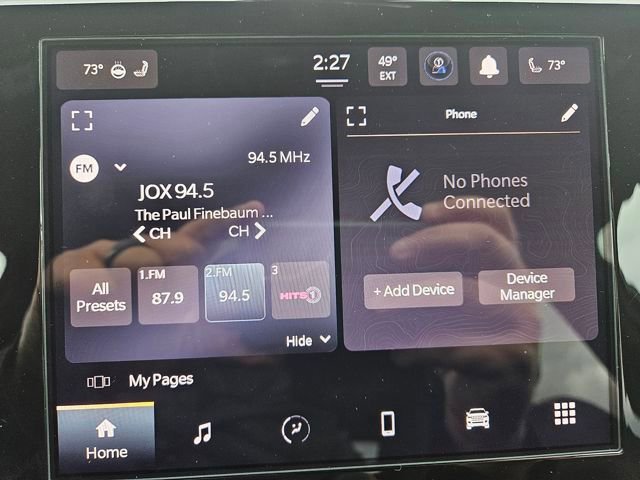 73°
2:27
49°
EXT
73°
94.5 MHz
FM
JOX 94.5
The Paul Finebaum ...
CH
CH
All
Presets
1.FM
87.9
2.FM
94.5
3
HITS 1
Hide
Phone
No Phones
Connected
+ Add Device
Device
Manager
My Pages
Home